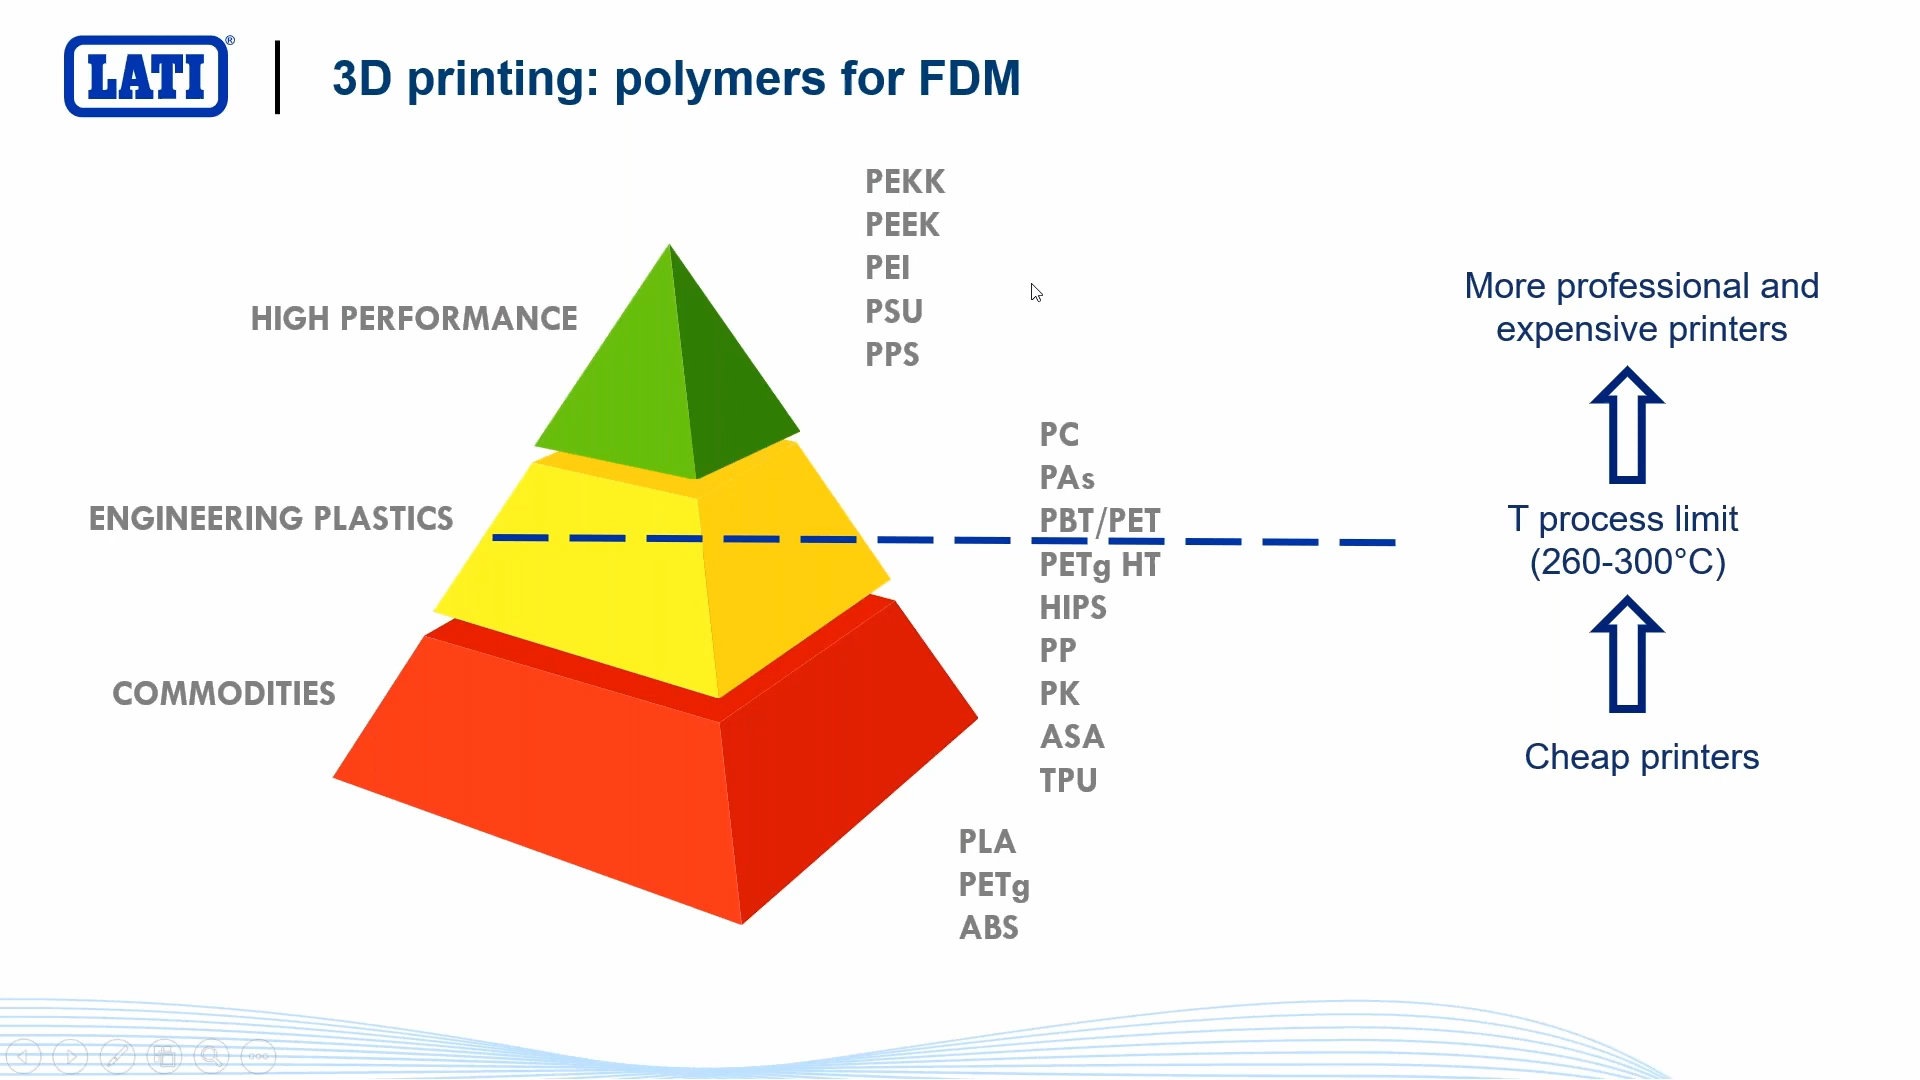 LATI®
3D printing: polymers for FDM
PEKK
PEEK
PEI
PSU
PPS
HIGH PERFORMANCE
More professional and
expensive printers
PC
PAs
PBT/PET
PETg HT
HIPS
PP
PK
ASA
TPU
ENGINEERING PLASTICS
T process limit
(260-300°C)
COMMODITIES
Cheap printers
PLA
PETg
ABS